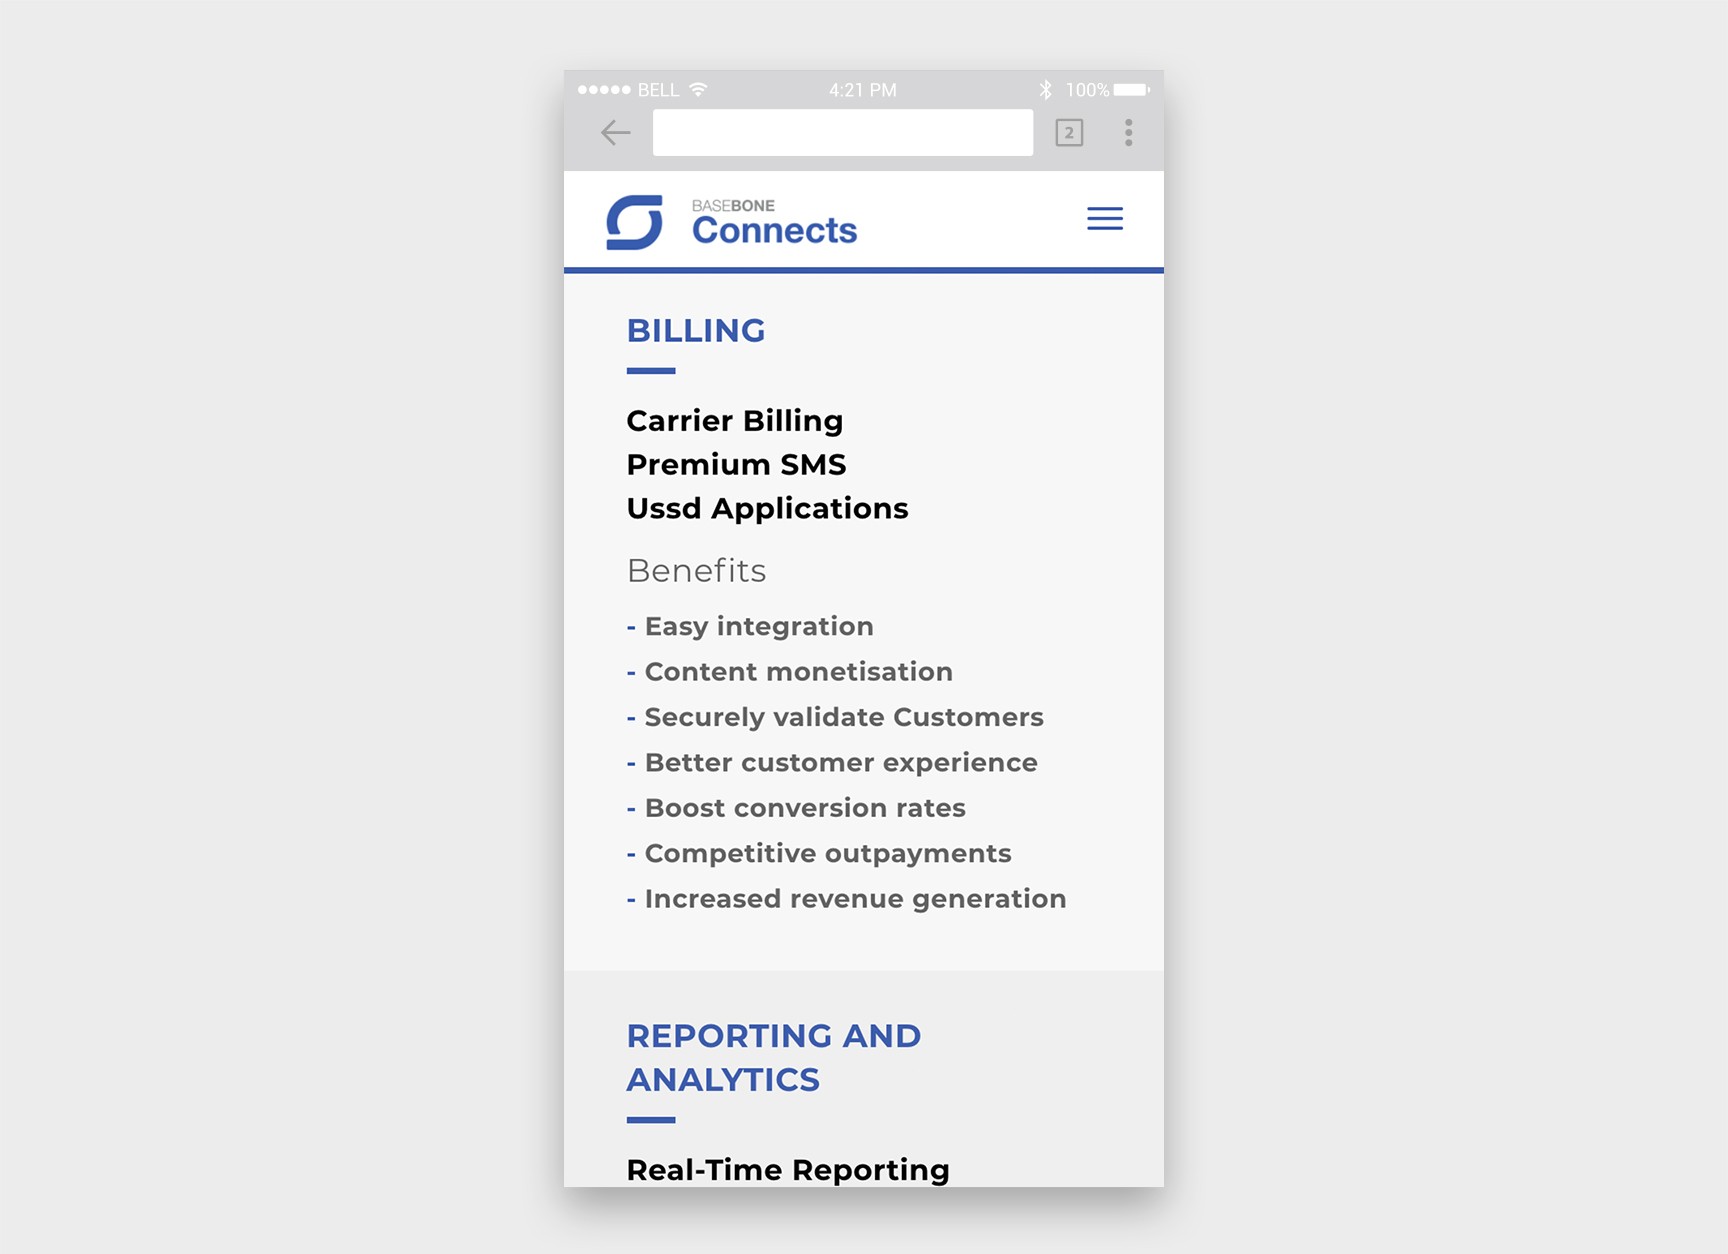 BELL 4:21 PM 100%
2
BASEBONE
Connects
BILLING
Carrier Billing
Premium SMS
Ussd Applications
Benefits
- Easy integration
- Content monetisation
- Securely validate Customers
- Better customer experience
- Boost conversion rates
- Competitive outpayments
- Increased revenue generation
REPORTING AND
ANALYTICS
Real-Time Reporting